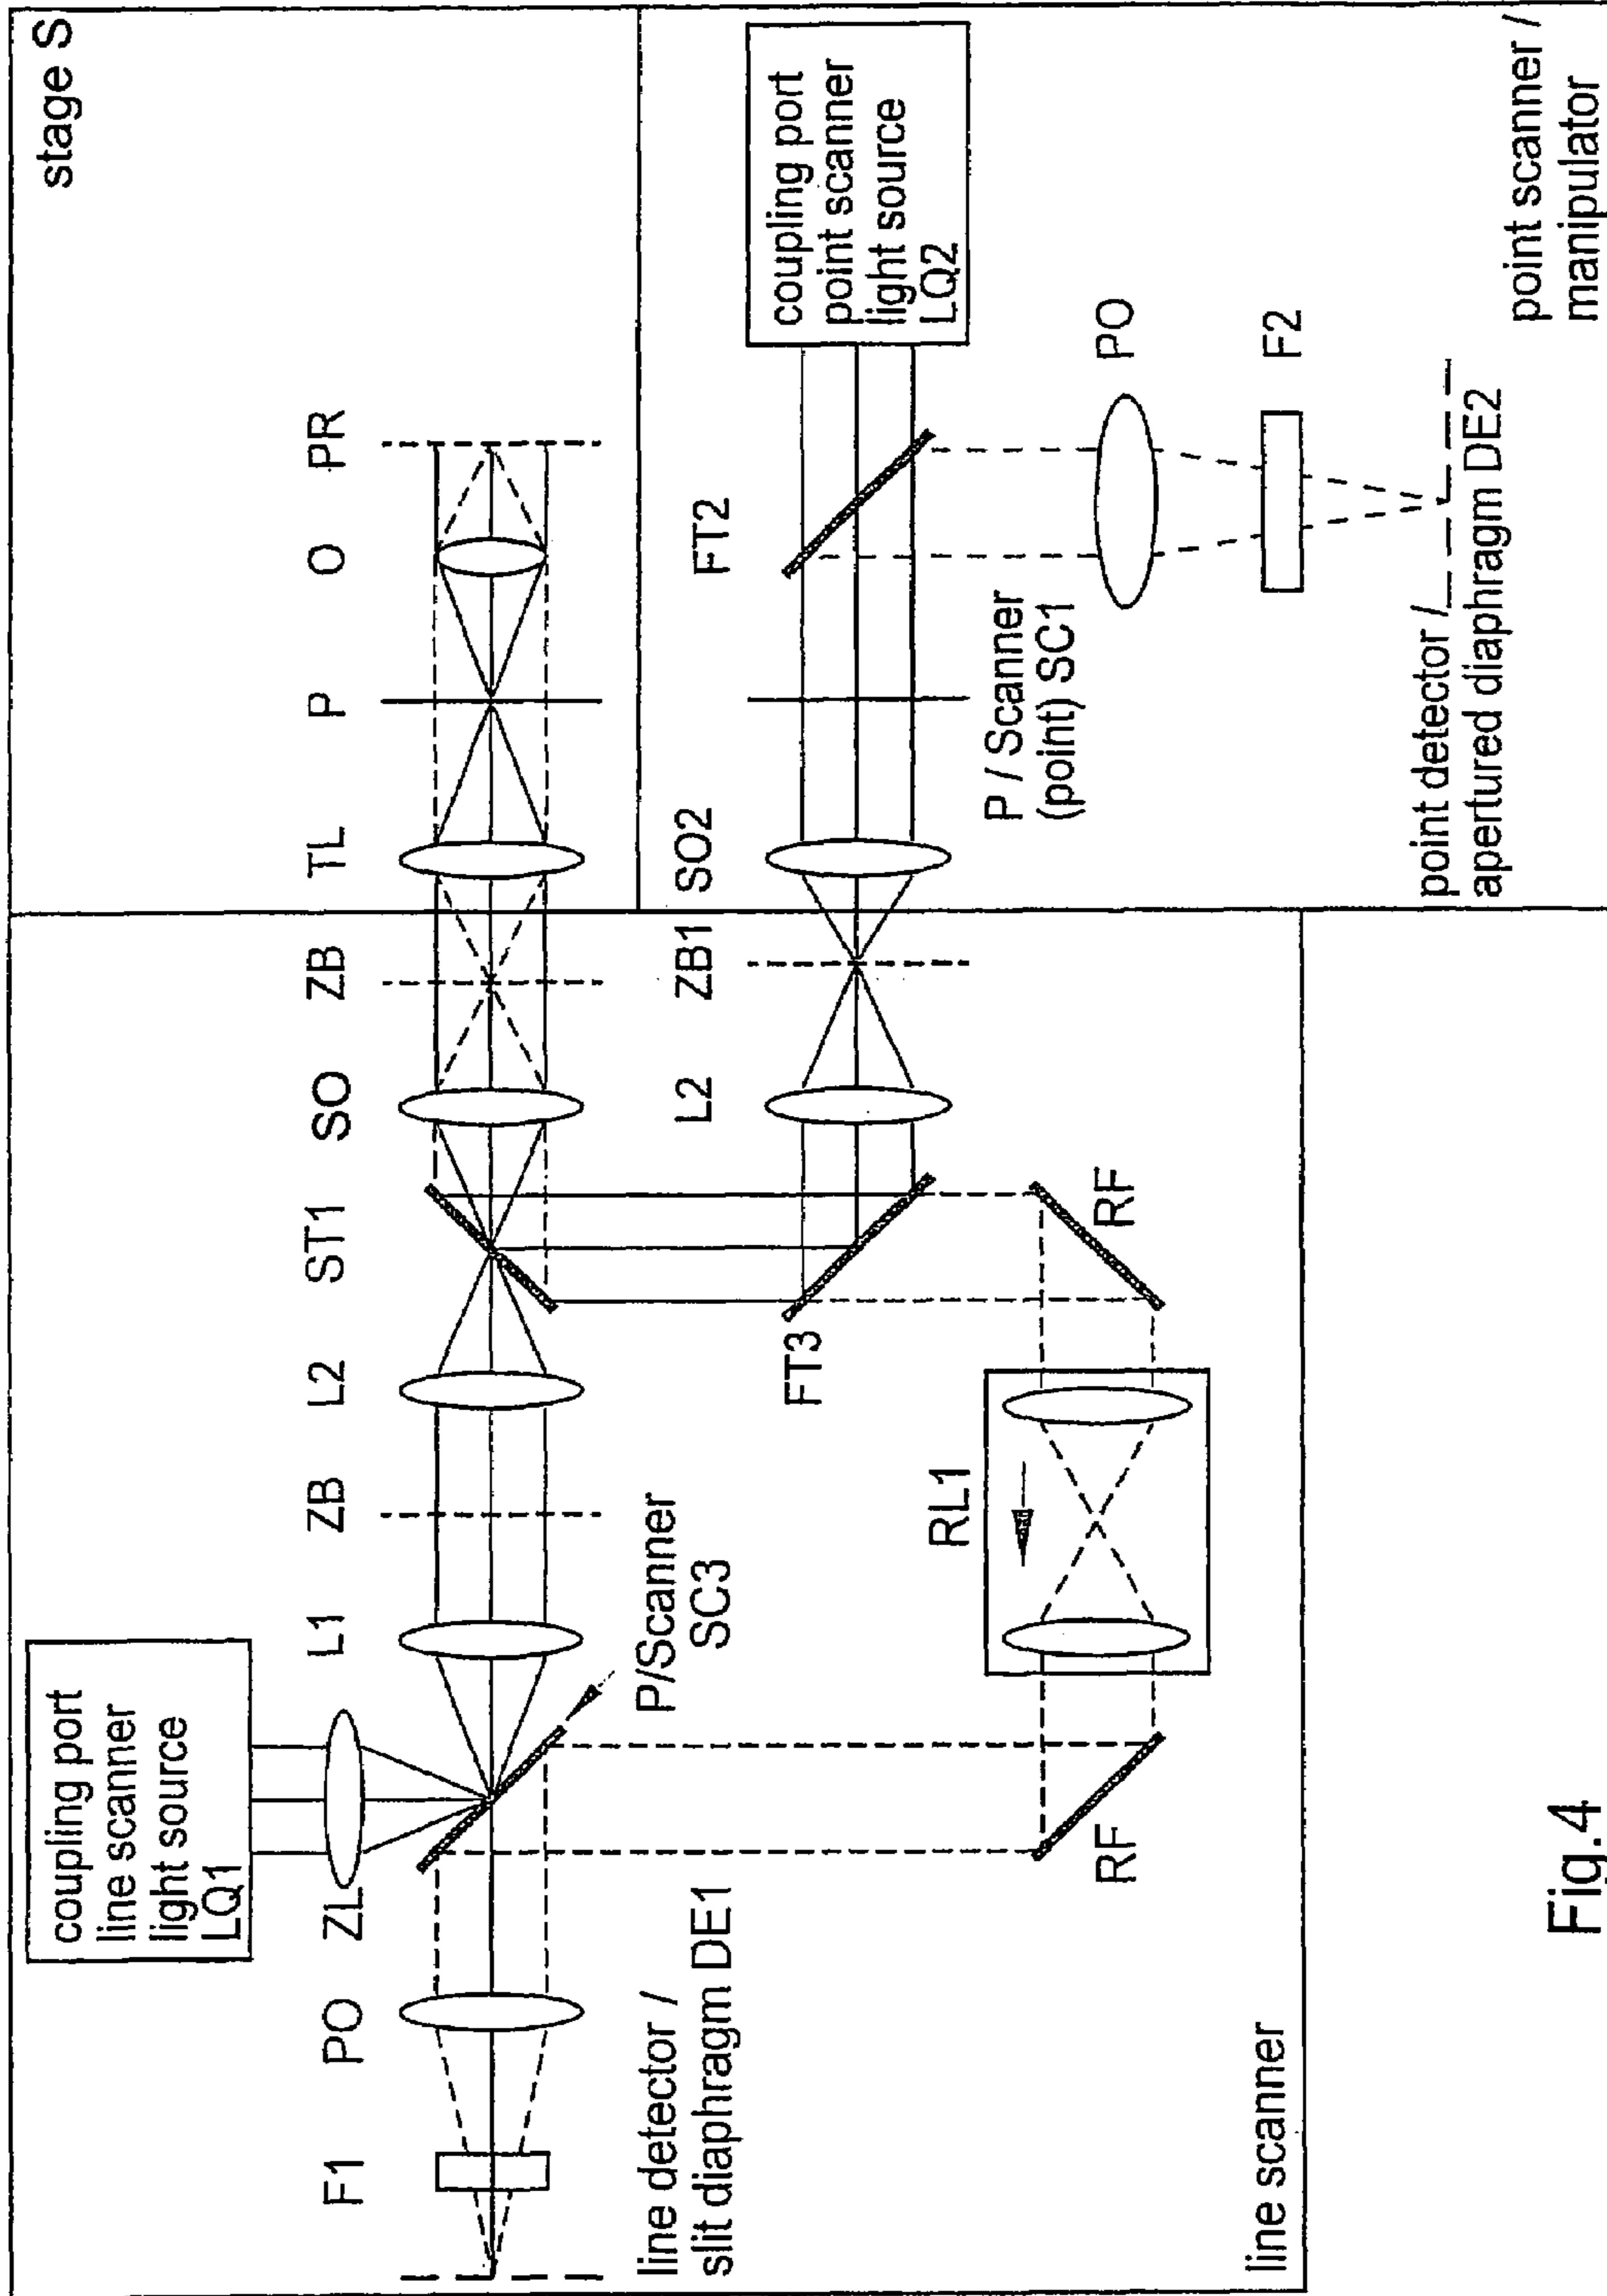 stage S
coupling port
line scanner
light source
LQ1
F1
PO
ZL
L1
ZB
L2
ST1
SO
ZB
TL
P
O
PR
P/Scanner
SC3
line detector /
slit diaphragm DE1
L2
ZB1
SO2
FT2
coupling port
point scanner
light source
LQ2
FT3
P / Scanner
(point) SC1
PO
F2
RL1
RF
RF
point detector /
apertured diaphragm DE2
line scanner
point scanner /
manipulator
Fig.4